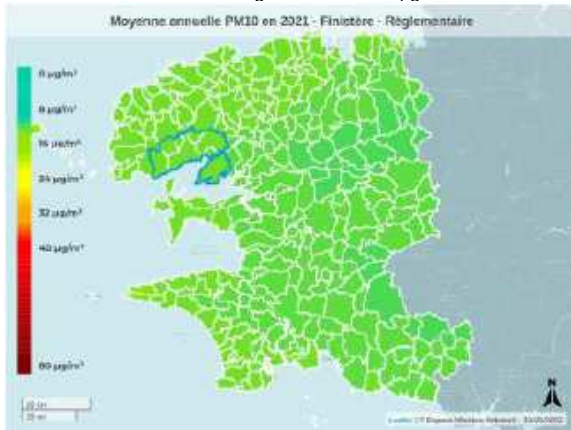 Moyenne annuelle PM10 en 2021 - Finistère - Réglementaire
0 µg/m³
8 µg/m³
16 µg/m³
24 µg/m³
32 µg/m³
40 µg/m³
80 µg/m³
N
Leaflet